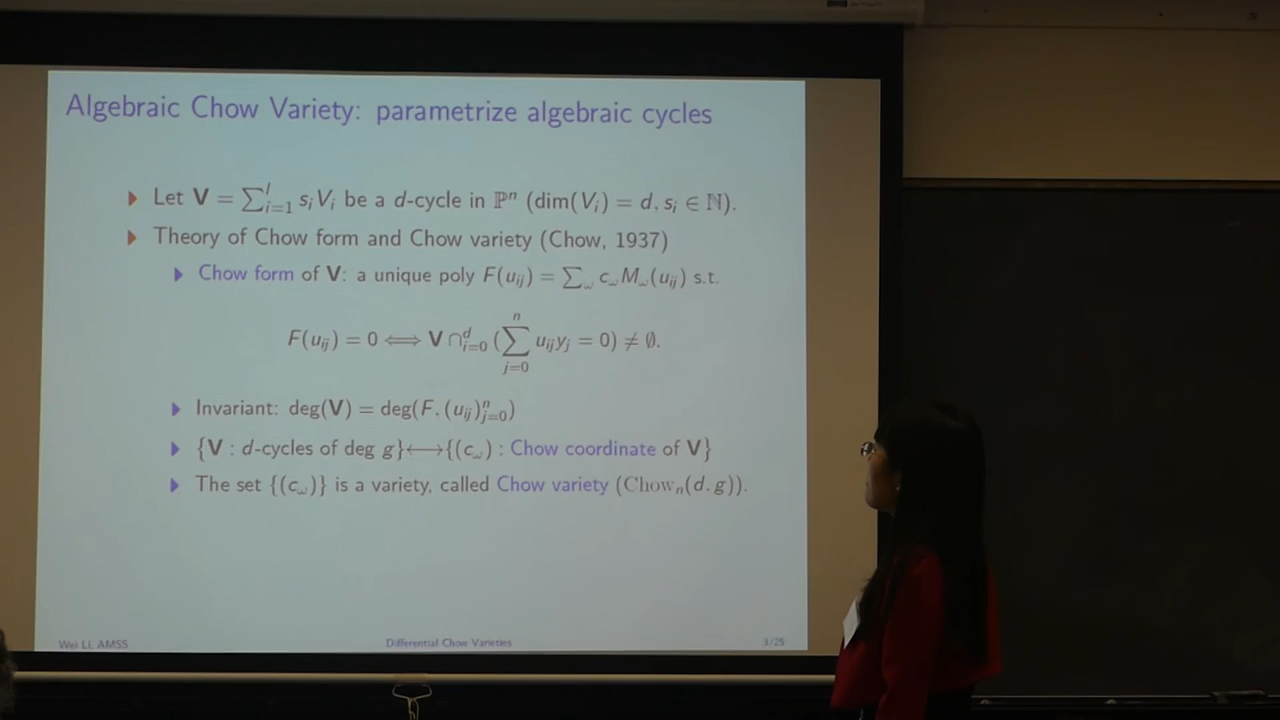 Algebraic Chow Variety: parametrize algebraic cycles
Let V = ∑_{i=1}^{l} s_i V_i be a d-cycle in ℙ^n (dim(V_i) = d, s_i ∈ ℕ).
Theory of Chow form and Chow variety (Chow, 1937)
Chow form of V: a unique poly F(u_{ij}) = ∑_ω c_ω M_ω(u_{ij}) s.t.
F(u_{ij}) = 0 ⟺ V ∩_{i=0}^{d} (∑_{j=0}^{n} u_{ij} y_j = 0) ≠ ∅.
Invariant: deg(V) = deg(F, (u_{ij})_{j=0}^{n})
{V : d-cycles of deg g} ⟷ {(c_ω) : Chow coordinate of V}
The set {(c_ω)} is a variety, called Chow variety (Chow_n(d, g)).
Wei Li, AMSS Differential Chow Varieties 3/25